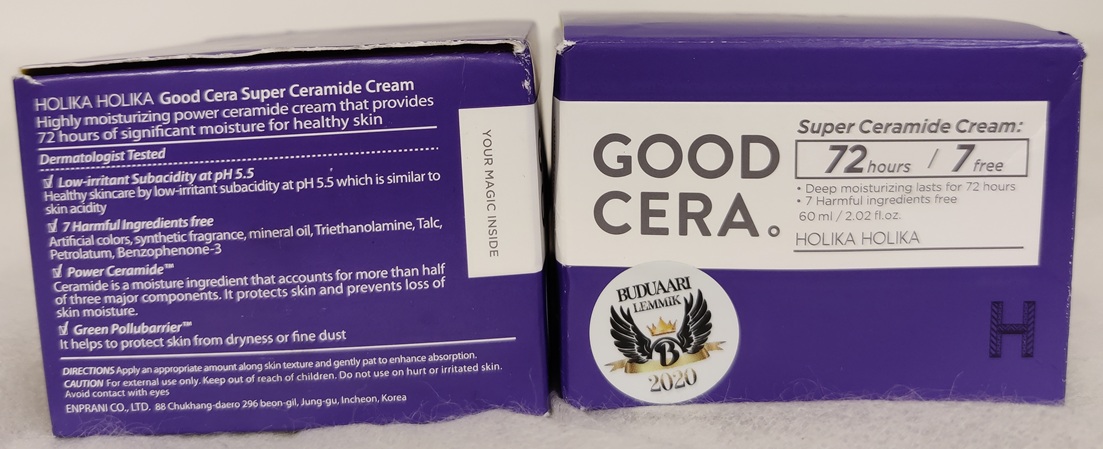 HOLIKA HOLIKA Good Cera Super Ceramide Cream
Highly moisturizing power ceramide cream that provides
72 hours of significant moisture for healthy skin
Dermatologist Tested
Low-irritant Subacidity at pH 5.5
Healthy skincare by low-irritant subacidity at pH 5.5 which is similar to
skin acidity
7 Harmful Ingredients free
Artificial colors, synthetic fragrance, mineral oil, Triethanolamine, Talc,
Petrolatum, Benzophenone-3
Power Ceramide™
Ceramide is a moisture ingredient that accounts for more than half
of three major components. It protects skin and prevents loss of
skin moisture.
Green Pollubarrier™
It helps to protect skin from dryness or fine dust
DIRECTIONS Apply an appropriate amount along skin texture and gently pat to enhance absorption.
CAUTION For external use only. Keep out of reach of children. Do not use on hurt or irritated skin.
Avoid contact with eyes
ENPRANI CO., LTD. 88 Chukhang-daero 296 beon-gil, Jung-gu, Incheon, Korea
YOUR MAGIC INSIDE
GOOD
CERA.
Super Ceramide Cream:
72 hours / 7 free
• Deep moisturizing lasts for 72 hours
• 7 Harmful ingredients free
60 ml / 2.02 fl.oz.
HOLIKA HOLIKA
BUDUAARI
LEMMIK
B
2020
H